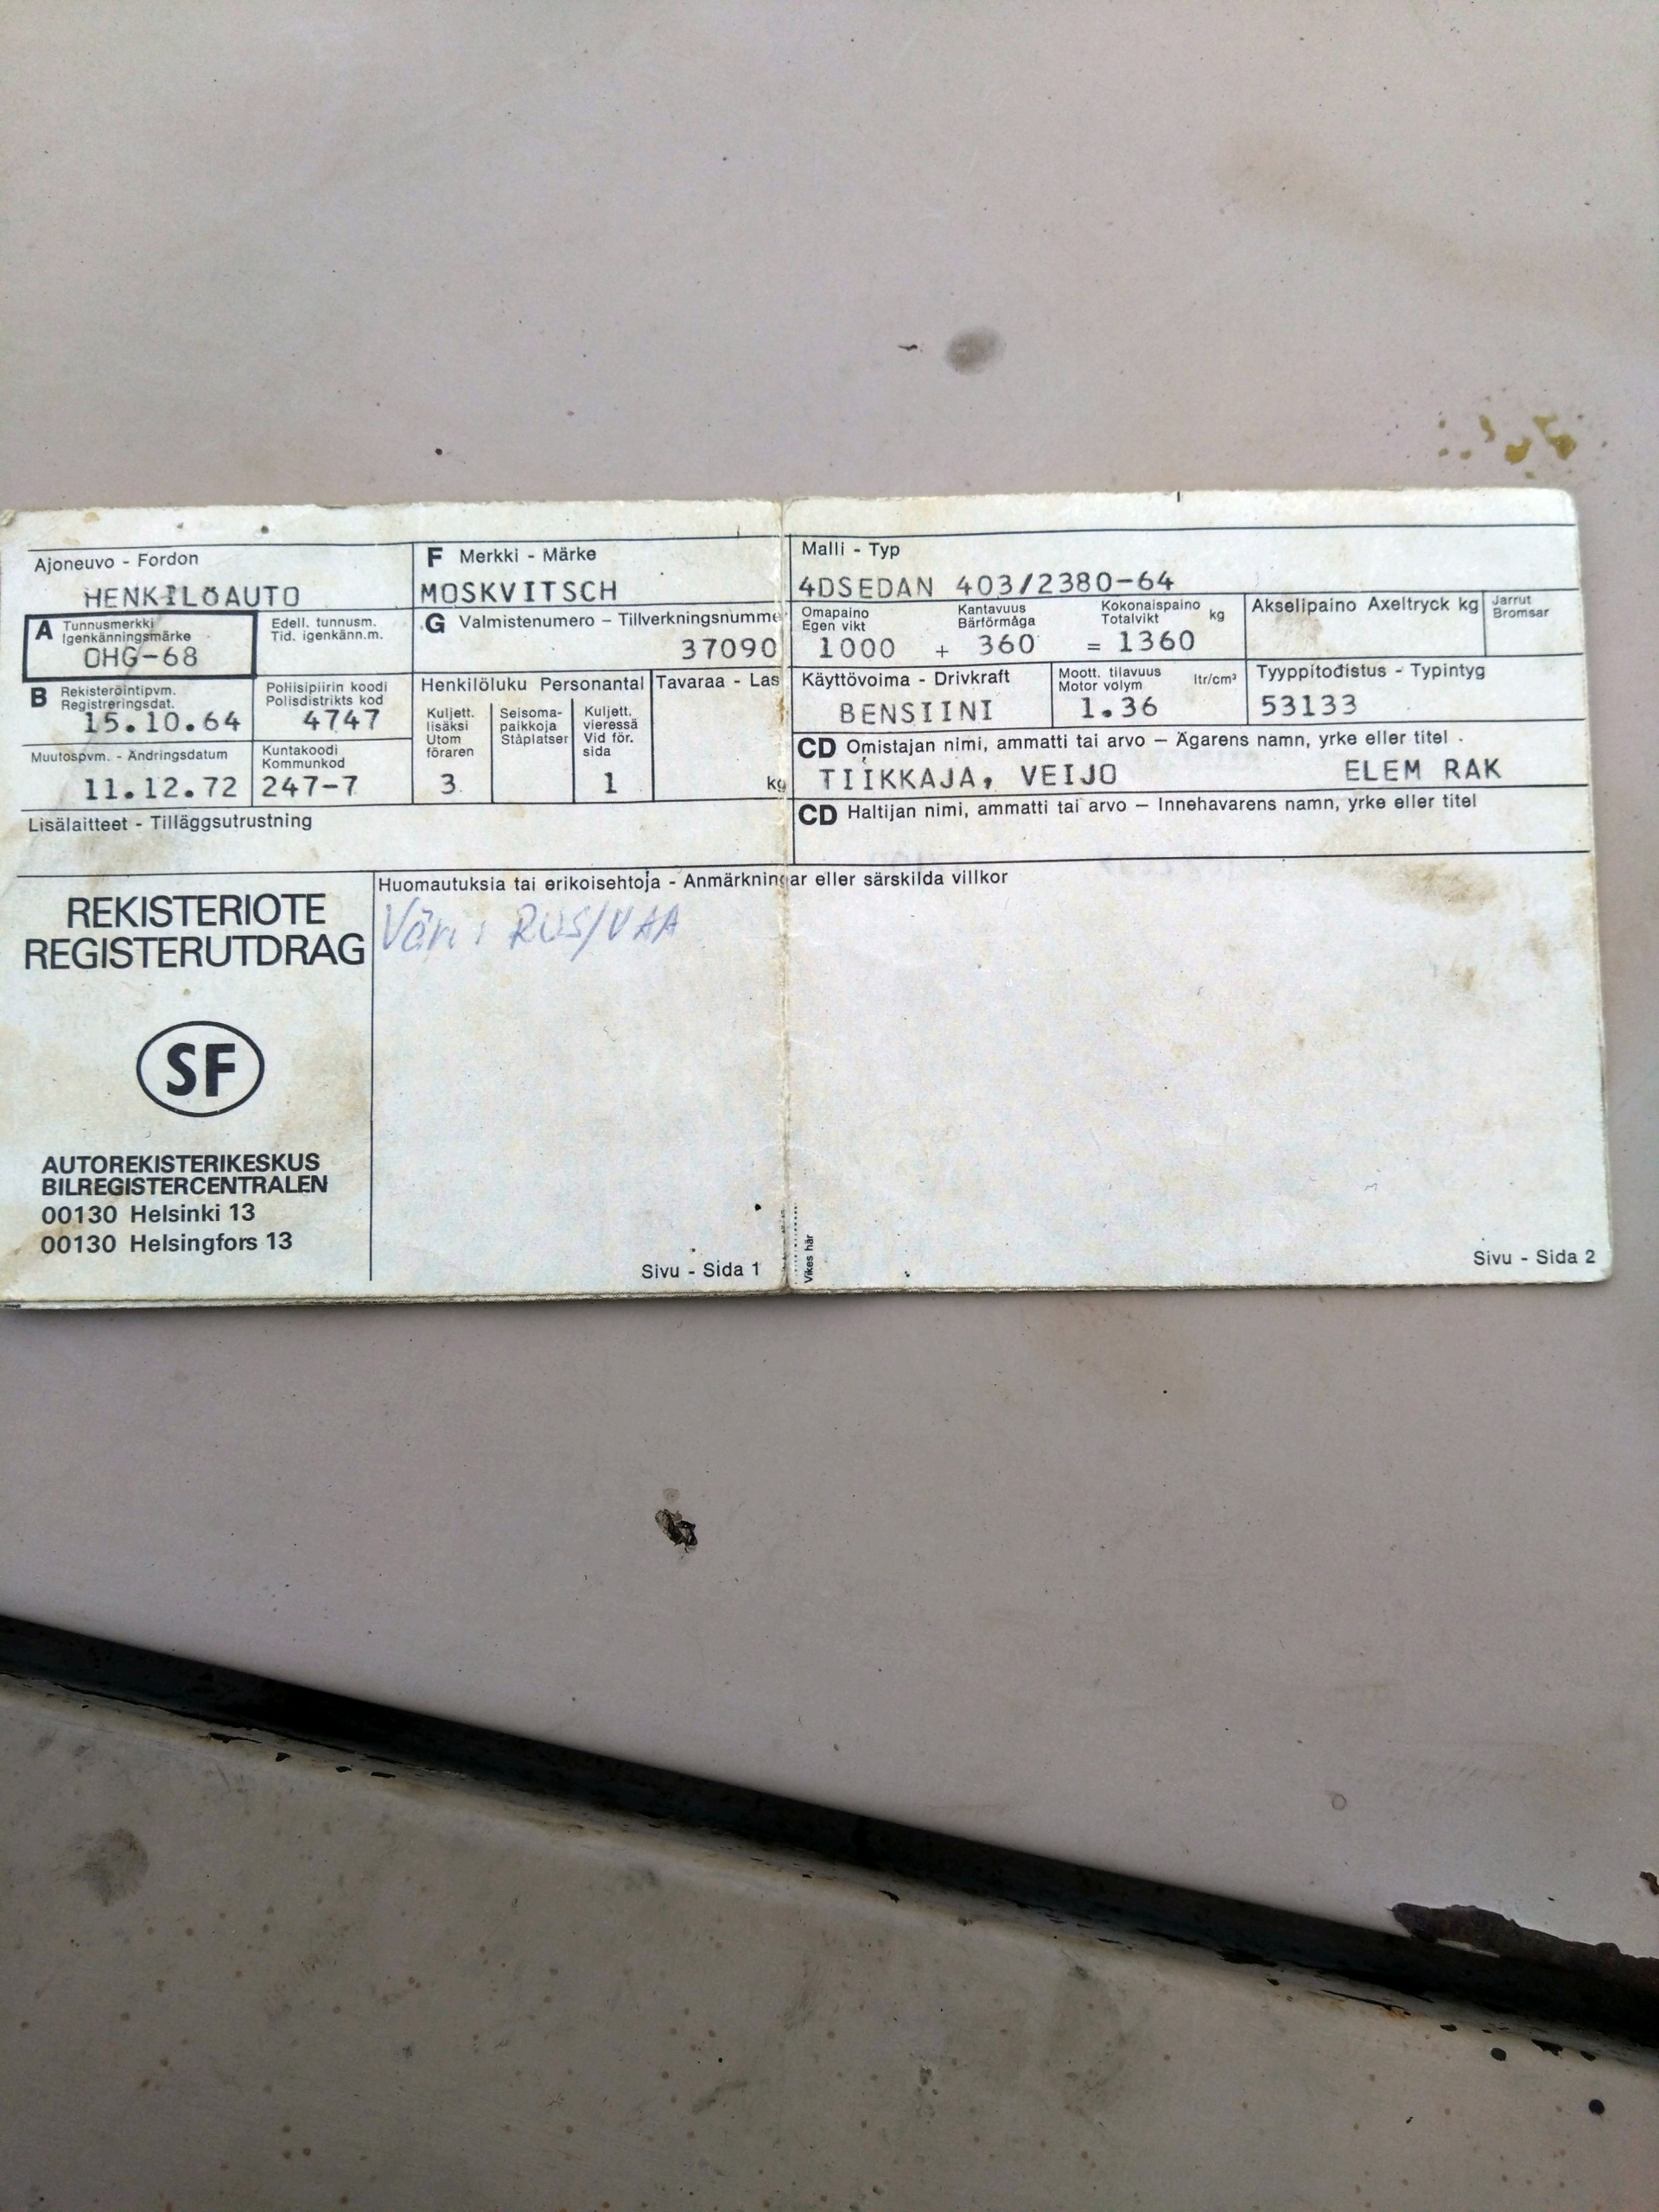 Ajoneuvo - Fordon
HENKILÖAUTO
F Merkki - Märke
MOSKVITSCH
Malli - Typ
4DSEDAN 403/2380-64
A Tunnusmerkki
Igenkänningsmärke
OHG-68
Edell. tunnusm.
Tid. igenkänn.m.
G Valmistenumero – Tillverkningsnumme
37090
Omapaino
Egen vikt
1000 +
Kantavuus
Bärförmåga
360
Kokonaispaino
Totalvikt kg
= 1360
Akselipaino Axeltryck kg
Jarrut
Bromsar
B Rekisteröintipvm.
Registreringsdat.
15.10.64
Poliisipiirin koodi
Polisdistrikts kod
4747
Henkilöluku Personantal
Tavaraa - Las
kg
Kuljett.
lisäksi
Utom
föraren
3
Seisoma-
paikkoja
Ståplatser
Kuljett.
vieressä
Vid för.
sida
1
Käyttövoima - Drivkraft
BENSIINI
Moott. tilavuus
Motor volym ltr/cm³
1.36
Tyyppitodistus - Typintyg
53133
Muutospvm. - Ändringsdatum
11.12.72
Kuntakoodi
Kommunkod
247-7
CD Omistajan nimi, ammatti tai arvo — Ägarens namn, yrke eller titel
TIIKKAJA, VEIJO ELEM RAK
CD Haltijan nimi, ammatti tai arvo — Innehavarens namn, yrke eller titel
Lisälaitteet - Tilläggsutrustning
REKISTERIOTE
REGISTERUTDRAG
SF
AUTOREKISTERIKESKUS
BILREGISTERCENTRALEN
00130 Helsinki 13
00130 Helsingfors 13
Huomautuksia tai erikoisehtoja - Anmärkningar eller särskilda villkor
Väri: RUS/VAA
Sivu - Sida 1
Vikes här
Sivu - Sida 2